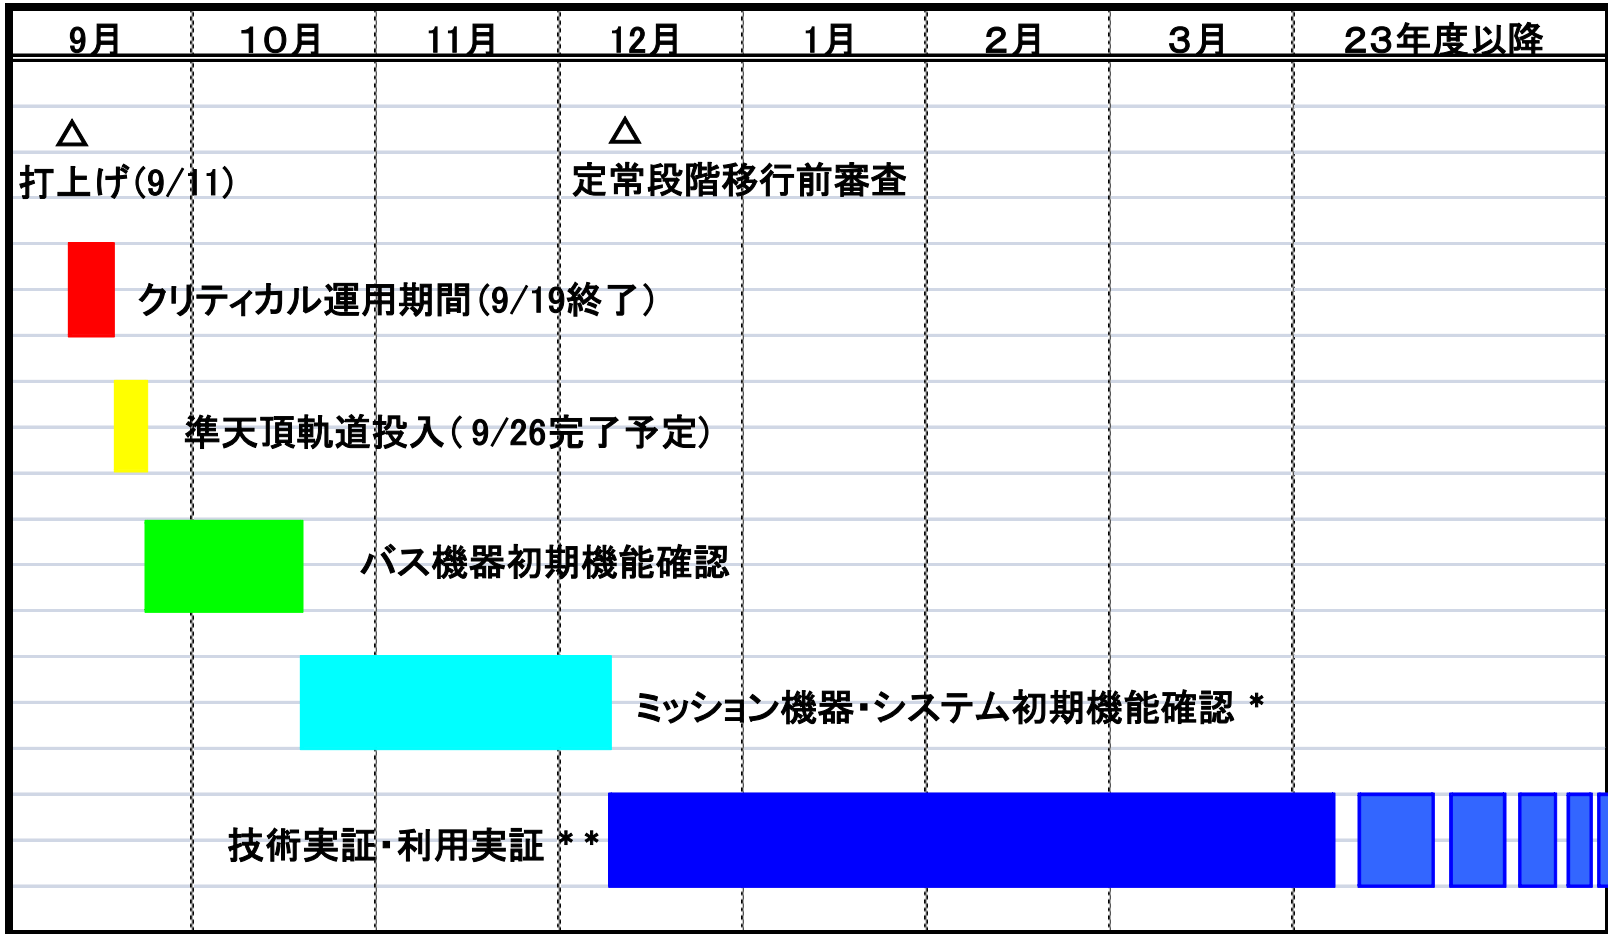 9月 10月 11月 12月 1月 2月 3月 23年度以降
打上げ(9/11)
定常段階移行前審査
クリティカル運用期間(9/19終了)
準天頂軌道投入( 9/26完了予定)
バス機器初期機能確認
ミッション機器・システム初期機能確認 *
技術実証・利用実証 **